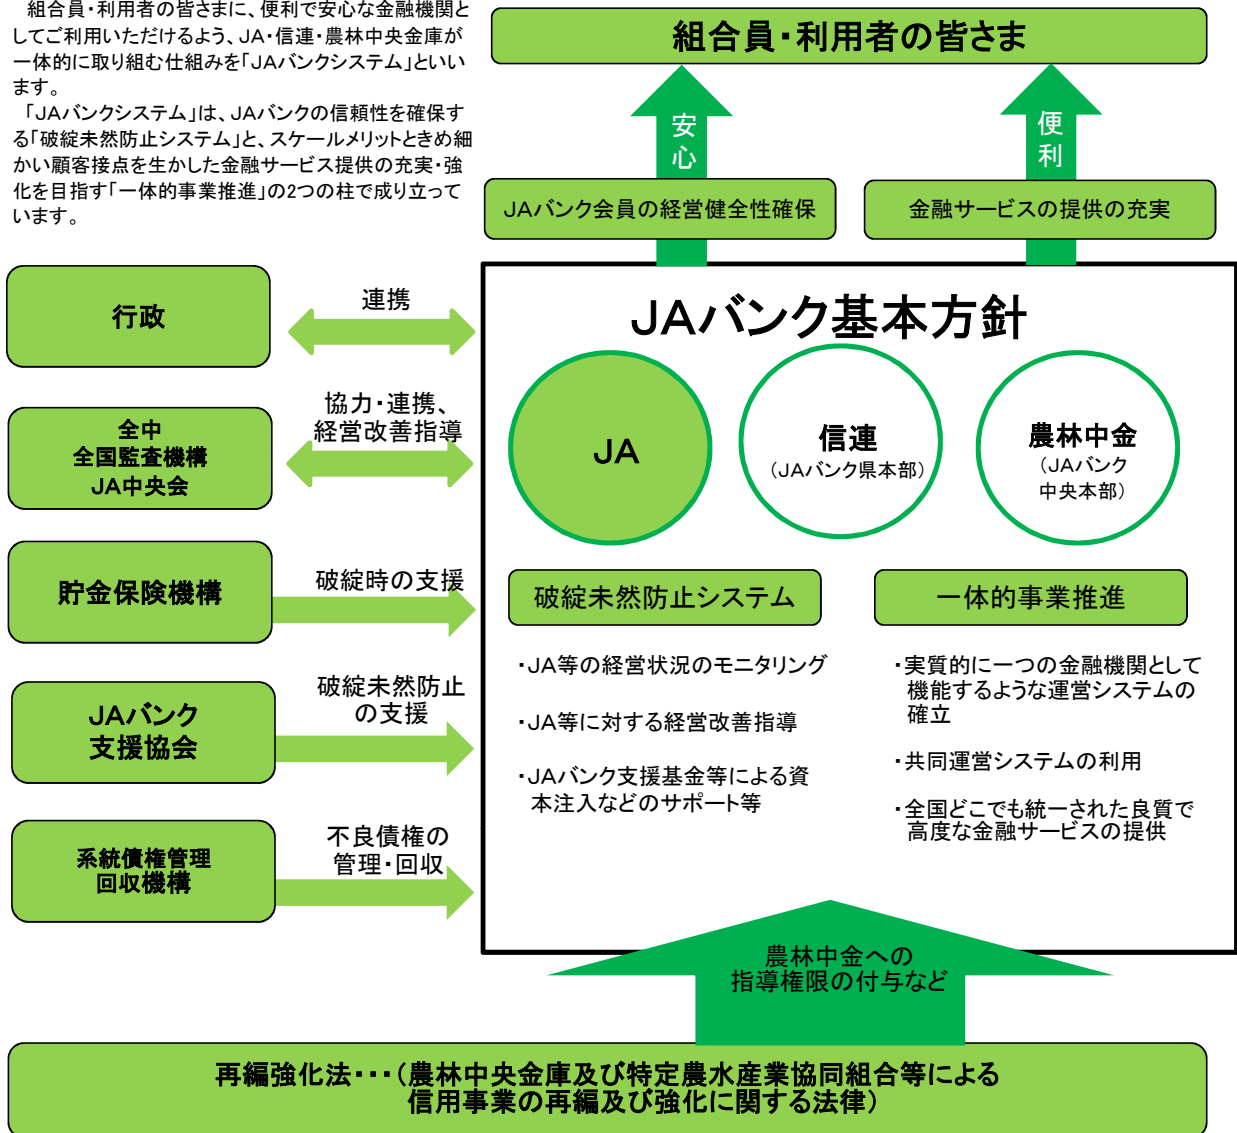 組合員・利用者の皆さまに、便利で安心な金融機関と
してご利用いただけるよう、JA・信連・農林中央金庫が
一体的に取り組む仕組みを「JAバンクシステム」といい
ます。
「JAバンクシステム」は、JAバンクの信頼性を確保す
る「破綻未然防止システム」と、スケールメリットときめ細
かい顧客接点を生かした金融サービス提供の充実・強
化を目指す「一体的事業推進」の2つの柱で成り立って
います。
組合員・利用者の皆さま
安心
便利
JAバンク会員の経営健全性確保
金融サービスの提供の充実
行政
連携
全中
全国監査機構
JA中央会
協力・連携、
経営改善指導
貯金保険機構
破綻時の支援
JAバンク
支援協会
破綻未然防止
の支援
系統債権管理
回収機構
不良債権の
管理・回収
JAバンク基本方針
JA
信連
(JAバンク県本部)
農林中金
(JAバンク
中央本部)
破綻未然防止システム
・JA等の経営状況のモニタリング
・JA等に対する経営改善指導
・JAバンク支援基金等による資
本注入などのサポート等
一体的事業推進
・実質的に一つの金融機関として
機能するような運営システムの
確立
・共同運営システムの利用
・全国どこでも統一された良質で
高度な金融サービスの提供
農林中金への
指導権限の付与など
再編強化法・・・(農林中央金庫及び特定農水産業協同組合等による
信用事業の再編及び強化に関する法律)